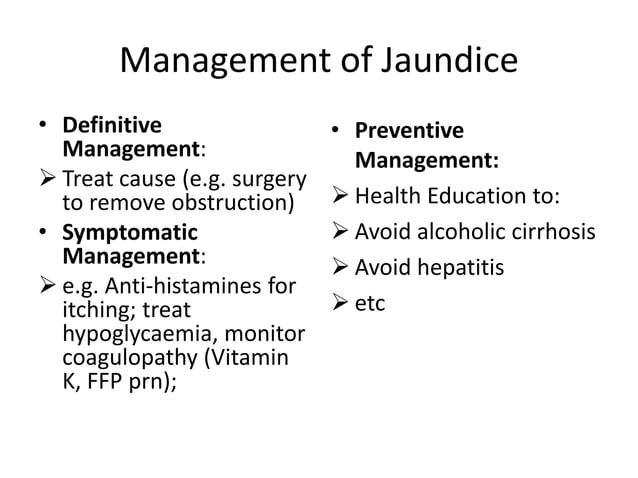 Management of Jaundice
• Definitive
Management:
➢ Treat cause (e.g. surgery
to remove obstruction)
• Symptomatic
Management:
➢ e.g. Anti-histamines for
itching; treat
hypoglycaemia, monitor
coagulopathy (Vitamin
K, FFP prn);
• Preventive
Management:
➢ Health Education to:
➢ Avoid alcoholic cirrhosis
➢ Avoid hepatitis
➢ etc